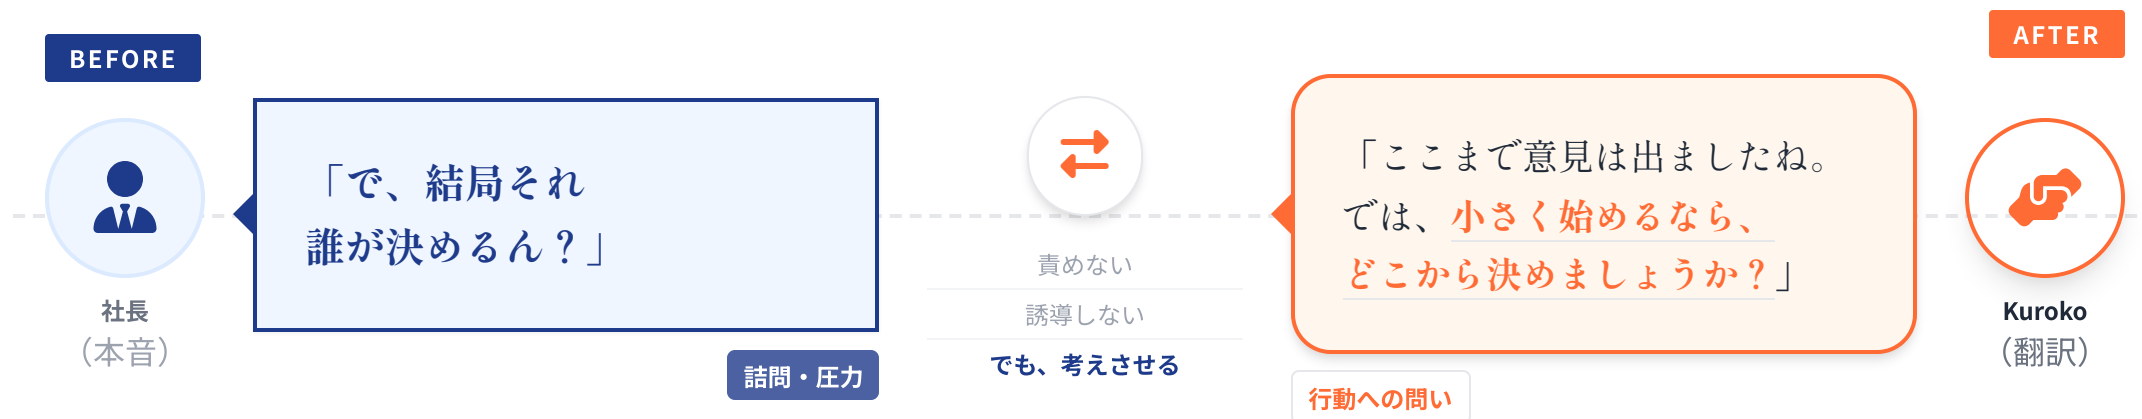 BEFORE
社長
（本音）
「で、結局それ
誰が決めるん？」
詰問・圧力
責めない
誘導しない
でも、考えさせる
「ここまで意見は出ましたね。
では、小さく始めるなら、
どこから決めましょうか？」
行動への問い
AFTER
Kuroko
（翻訳）